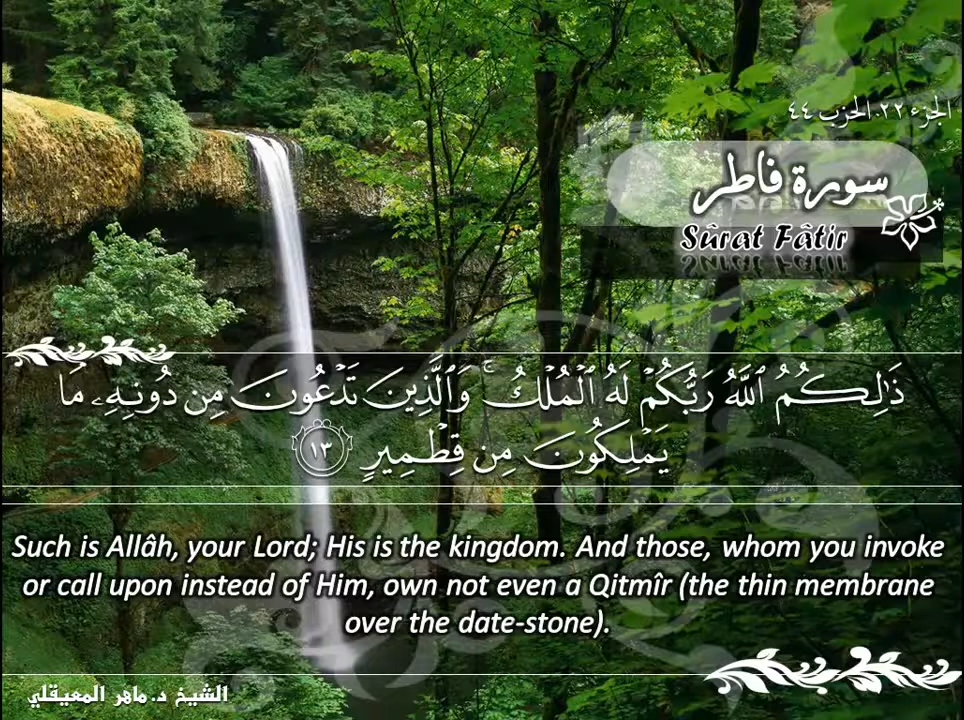 الجزء ٢٢. الحزب ٤٤
سورة فاطر
Sûrat Fâtir
ذَٰلِكُمُ ٱللَّهُ رَبُّكُمْ لَهُ ٱلْمُلْكُ ۚ وَٱلَّذِينَ تَدْعُونَ مِن دُونِهِۦ مَا
يَمْلِكُونَ مِن قِطْمِيرٍ ١٣
Such is Allâh, your Lord; His is the kingdom. And those, whom you invoke
or call upon instead of Him, own not even a Qitmîr (the thin membrane
over the date-stone).
الشيخ د. ماهر المعيقلي